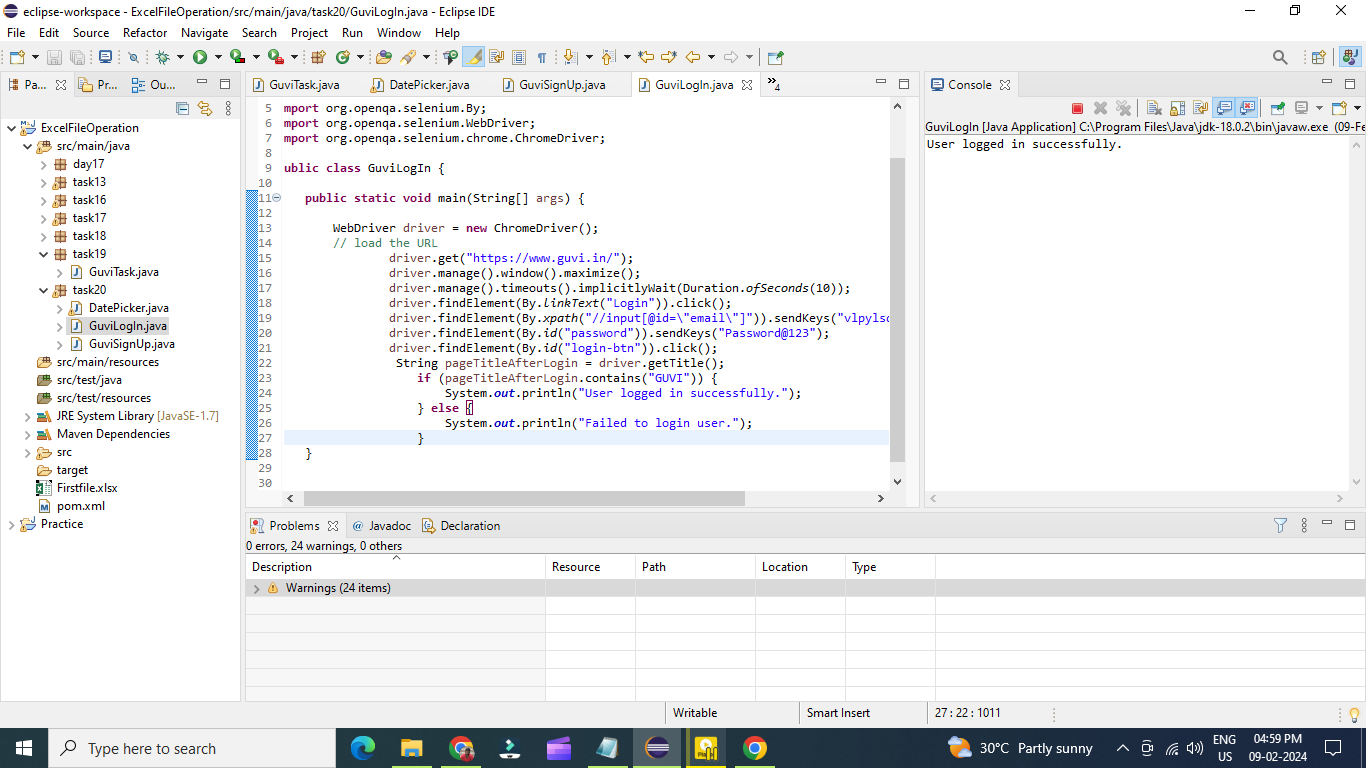 eclipse-workspace - ExcelFileOperation/src/main/java/task20/GuviLogIn.java - Eclipse IDE
File Edit Source Refactor Navigate Search Project Run Window Help
Pa... Pr... Ou...
ExcelFileOperation
src/main/java
day17
task13
task16
task17
task18
task19
GuviTask.java
task20
DatePicker.java
GuviLogIn.java
GuviSignUp.java
src/main/resources
src/test/java
src/test/resources
JRE System Library [JavaSE-1.7]
Maven Dependencies
src
target
Firstfile.xlsx
pom.xml
Practice
GuviTask.java DatePicker.java GuviSignUp.java GuviLogIn.java »4
5 mport org.openqa.selenium.By;
6 mport org.openqa.selenium.WebDriver;
7 mport org.openqa.selenium.chrome.ChromeDriver;
8
9 ublic class GuviLogIn {
10
11 public static void main(String[] args) {
12
13 WebDriver driver = new ChromeDriver();
14 // load the URL
15 driver.get("https://www.guvi.in/");
16 driver.manage().window().maximize();
17 driver.manage().timeouts().implicitlyWait(Duration.ofSeconds(10));
18 driver.findElement(By.linkText("Login")).click();
19 driver.findElement(By.xpath("//input[@id=\"email\"]")).sendKeys("vlpylsc
20 driver.findElement(By.id("password")).sendKeys("Password@123");
21 driver.findElement(By.id("login-btn")).click();
22 String pageTitleAfterLogin = driver.getTitle();
23 if (pageTitleAfterLogin.contains("GUVI")) {
24 System.out.println("User logged in successfully.");
25 } else {
26 System.out.println("Failed to login user.");
27 }
28 }
29
30
Console
GuviLogIn [Java Application] C:\Program Files\Java\jdk-18.0.2\bin\javaw.exe (09-Fe
User logged in successfully.
Problems @ Javadoc Declaration
0 errors, 24 warnings, 0 others
Description Resource Path Location Type
Warnings (24 items)
Writable Smart Insert 27 : 22 : 1011
Type here to search
30°C Partly sunny
ENG
US
04:59 PM
09-02-2024